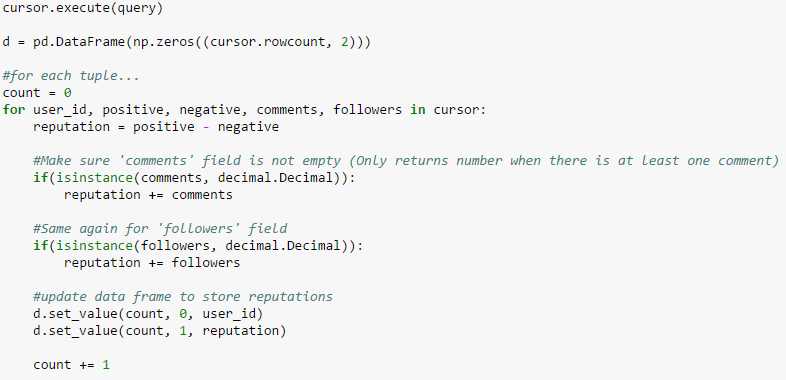 cursor.execute(query)
d = pd.DataFrame(np.zeros((cursor.rowcount, 2)))
#for each tuple...
count = 0
for user_id, positive, negative, comments, followers in cursor:
    reputation = positive - negative
    #Make sure 'comments' field is not empty (Only returns number when there is at least one comment)
    if(isinstance(comments, decimal.Decimal)):
        reputation += comments
    #Same again for 'followers' field
    if(isinstance(followers, decimal.Decimal)):
        reputation += followers
    #update data frame to store reputations
    d.set_value(count, 0, user_id)
    d.set_value(count, 1, reputation)
    count += 1